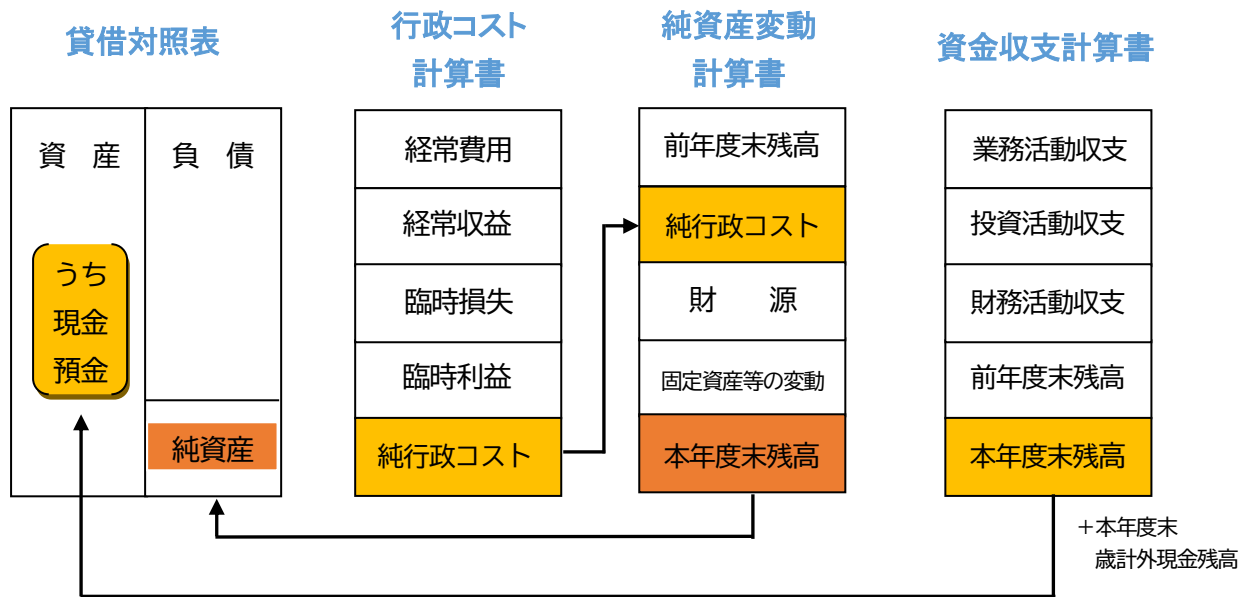 貸借対照表
資　産
負　債
うち
現金
預金
純資産
行政コスト
計算書
経常費用
経常収益
臨時損失
臨時利益
純行政コスト
純資産変動
計算書
前年度末残高
純行政コスト
財　　源
固定資産等の変動
本年度末残高
資金収支計算書
業務活動収支
投資活動収支
財務活動収支
前年度末残高
本年度末残高
＋本年度末
歳計外現金残高